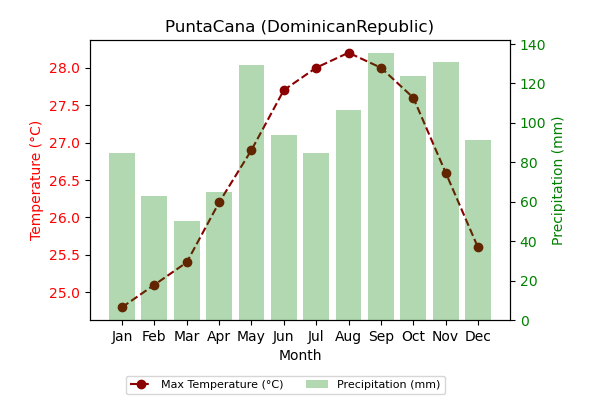 PuntaCana (DominicanRepublic)
Temperature (°C)
28.0
27.5
27.0
26.5
26.0
25.5
25.0
140
120
100
80
60
40
20
0
Precipitation (mm)
Jan Feb Mar Apr May Jun Jul Aug Sep Oct Nov Dec
Month
Max Temperature (°C) Precipitation (mm)